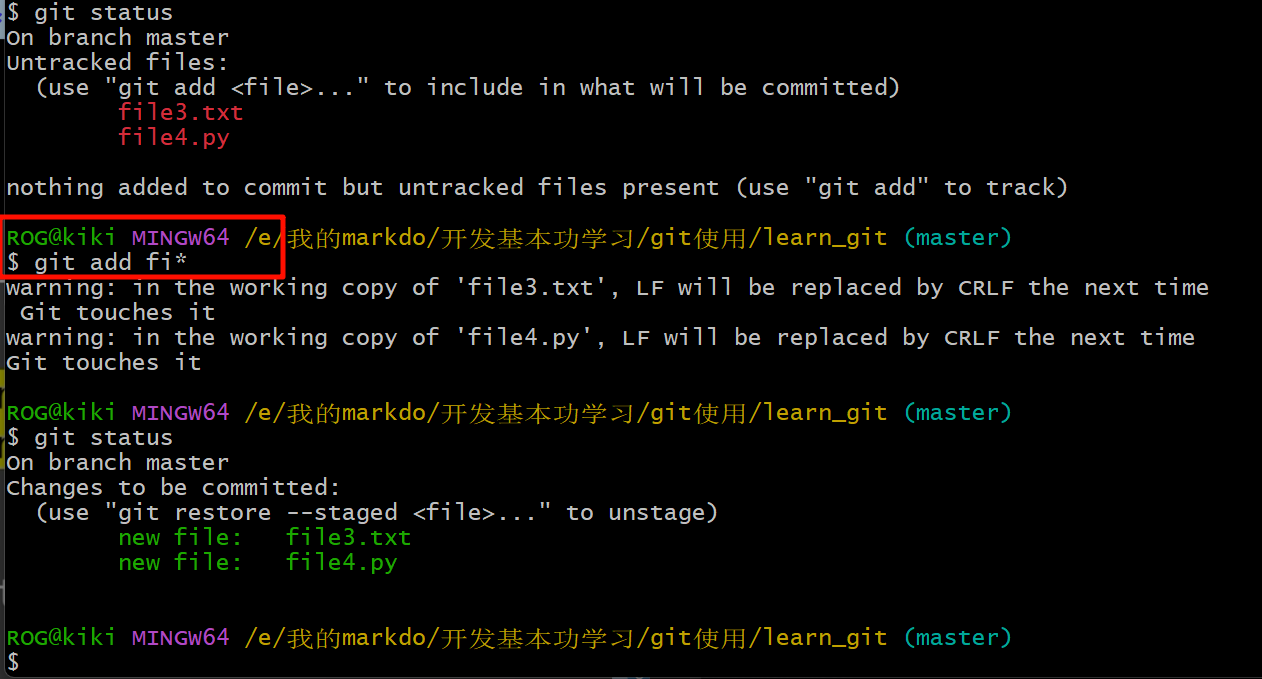 $ git status
On branch master
Untracked files:
  (use "git add <file>..." to include in what will be committed)
        file3.txt
        file4.py
nothing added to commit but untracked files present (use "git add" to track)
ROG@kiki MINGW64 /e/我的markdo/开发基本功学习/git使用/learn_git (master)
$ git add fi*
warning: in the working copy of 'file3.txt', LF will be replaced by CRLF the next time
 Git touches it
warning: in the working copy of 'file4.py', LF will be replaced by CRLF the next time
Git touches it
ROG@kiki MINGW64 /e/我的markdo/开发基本功学习/git使用/learn_git (master)
$ git status
On branch master
Changes to be committed:
  (use "git restore --staged <file>..." to unstage)
        new file:   file3.txt
        new file:   file4.py
ROG@kiki MINGW64 /e/我的markdo/开发基本功学习/git使用/learn_git (master)
$